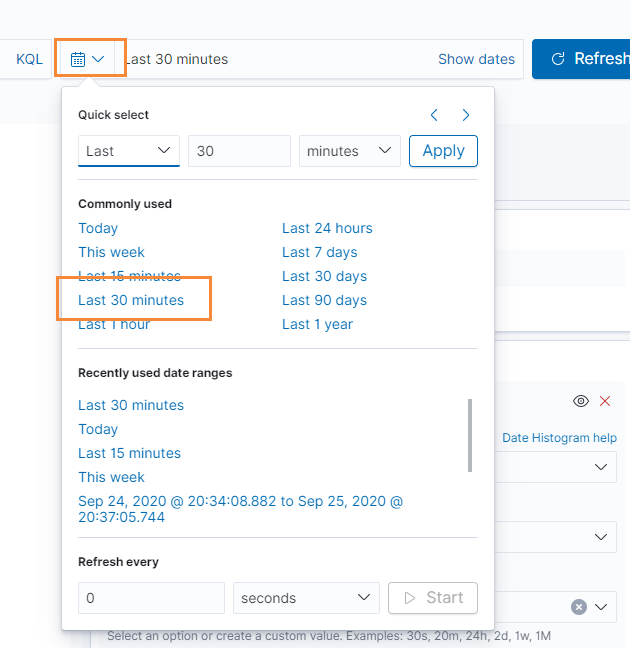 KQL Last 30 minutes Show dates Refresh
Quick select
Last 30 minutes Apply
Commonly used
Today Last 24 hours
This week Last 7 days
Last 15 minutes Last 30 days
Last 30 minutes Last 90 days
Last 1 hour Last 1 year
Recently used date ranges
Last 30 minutes
Today
Last 15 minutes
This week
Sep 24, 2020 @ 20:34:08.882 to Sep 25, 2020 @
20:37:05.744
Date Histogram help
Refresh every
0 seconds Start
Select an option or create a custom value. Examples: 30s, 20m, 24h, 2d, 1w, 1M